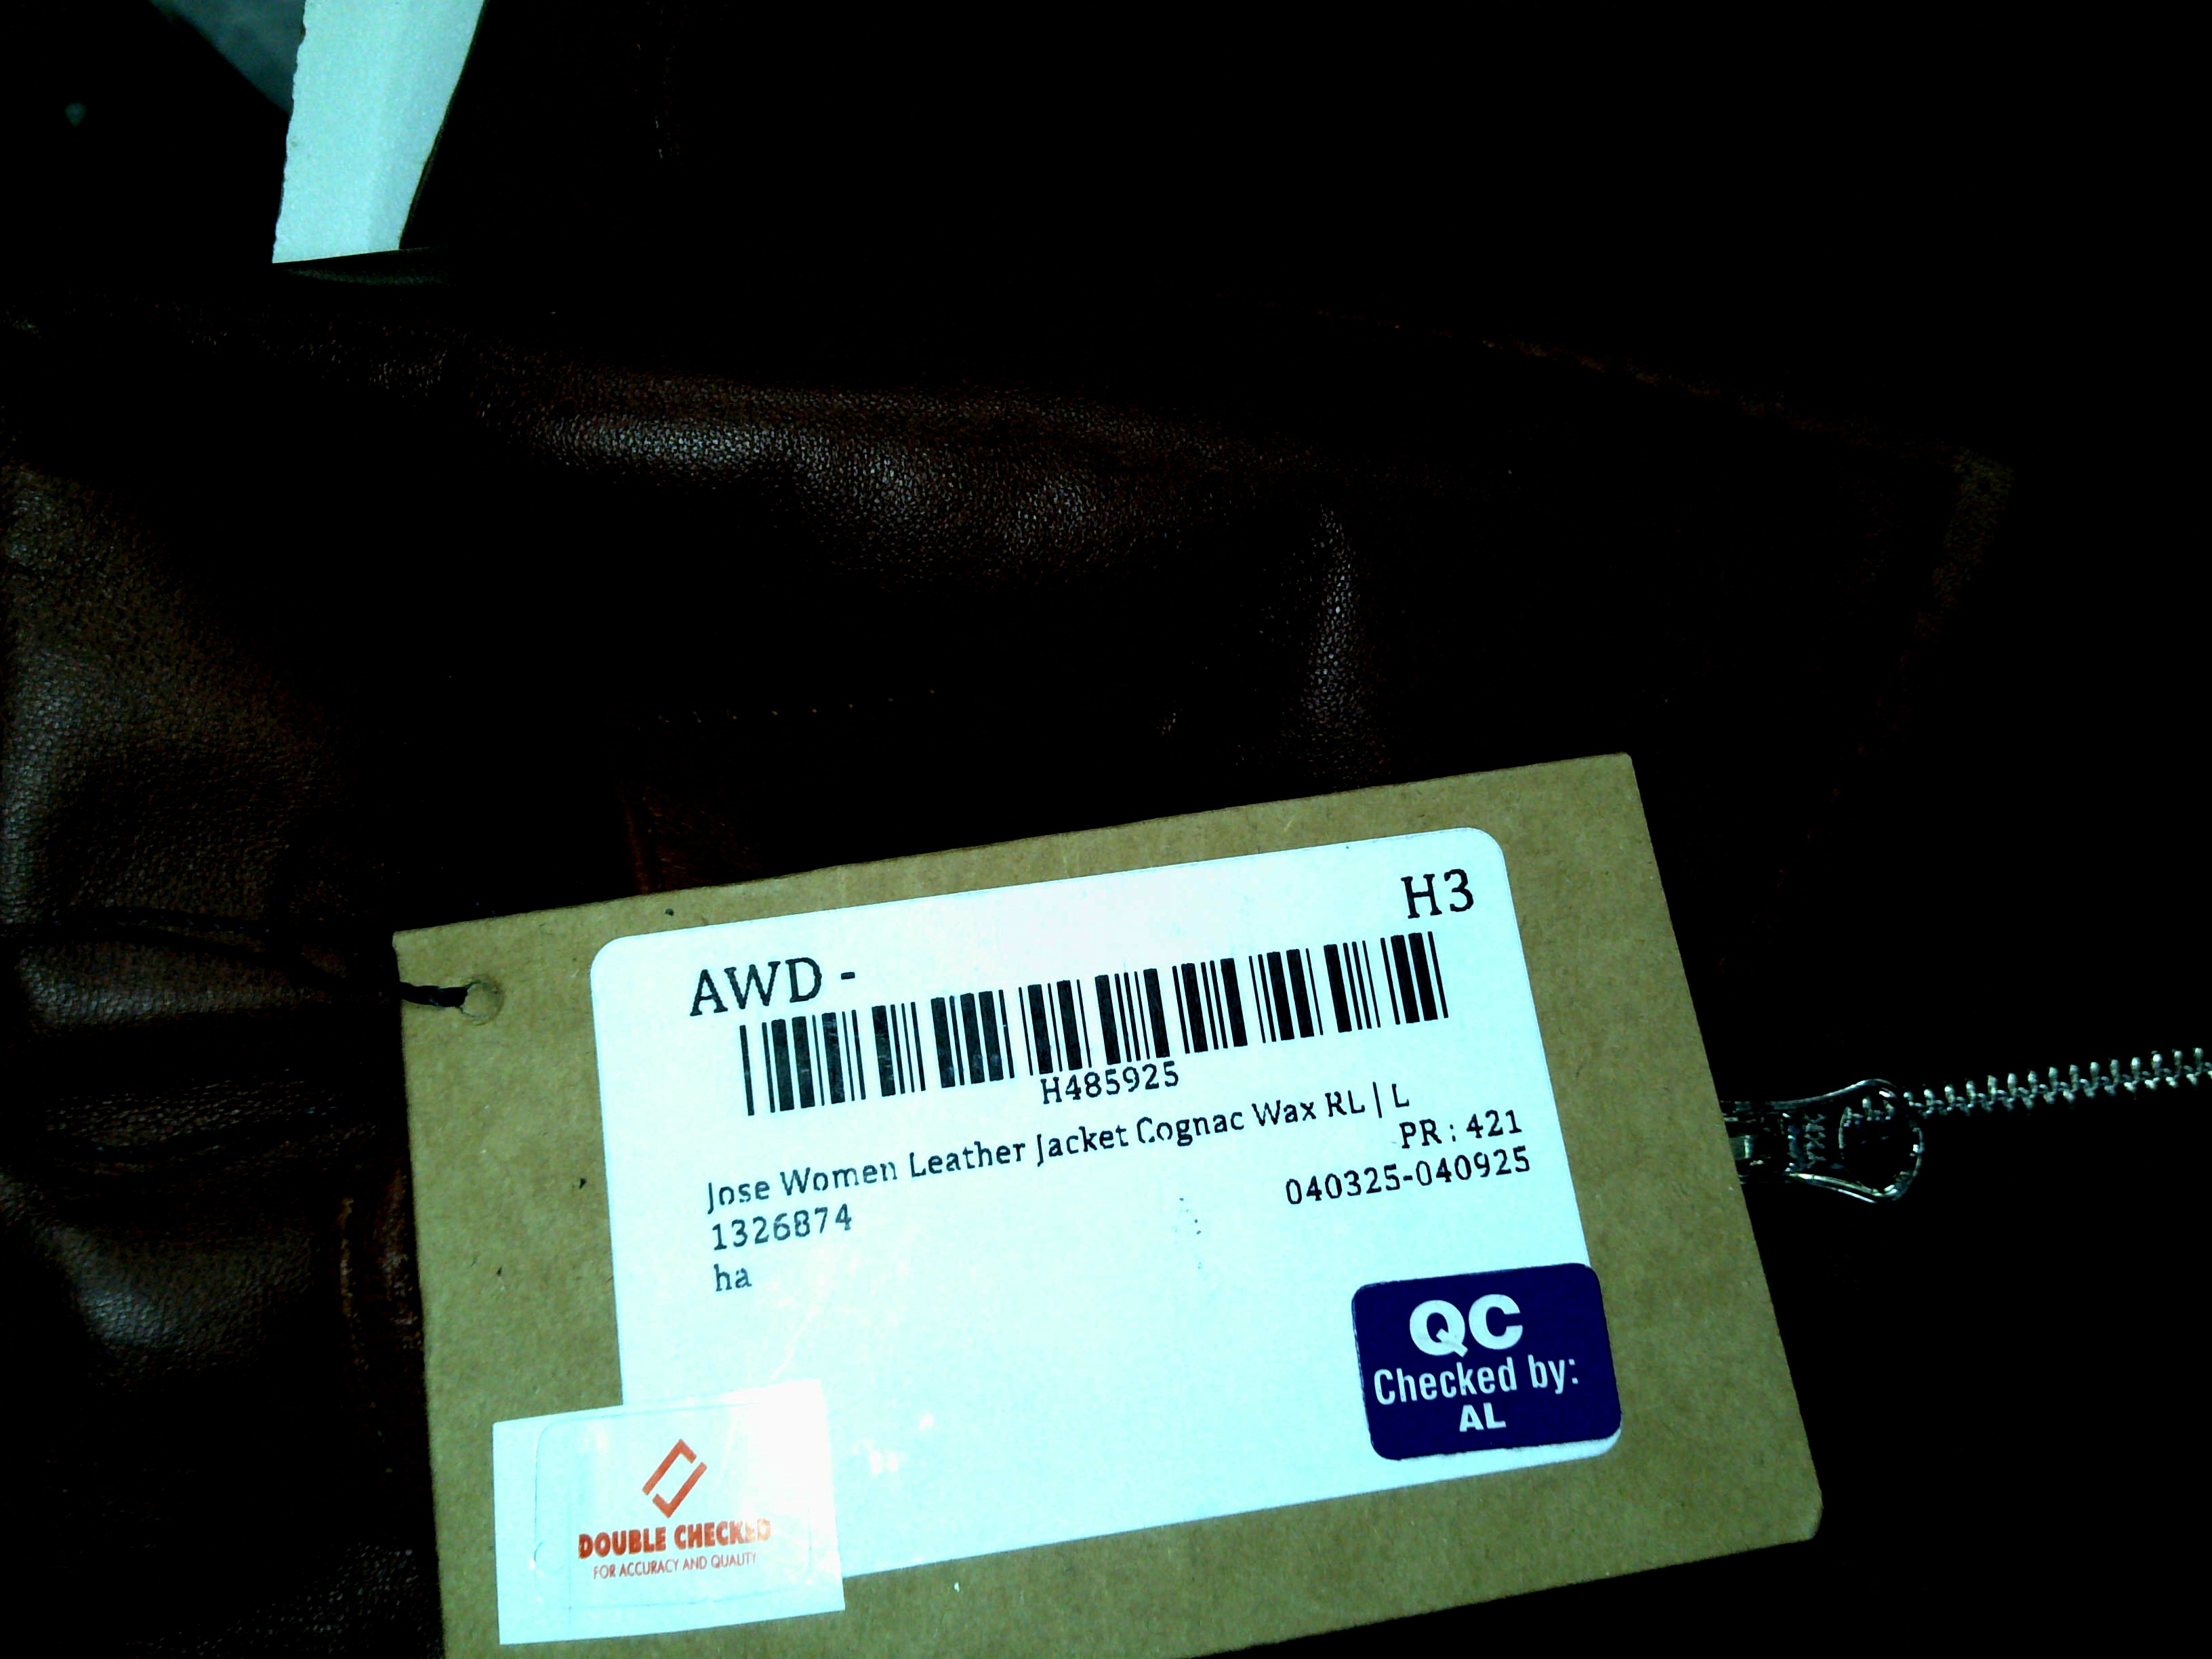 H3
AWD -
H485925
Jose Women Leather Jacket Cognac Wax RL | L
PR : 421
1326874
040325-040925
ha
QC
Checked by:
AL
DOUBLE CHECKED
FOR ACCURACY AND QUALITY